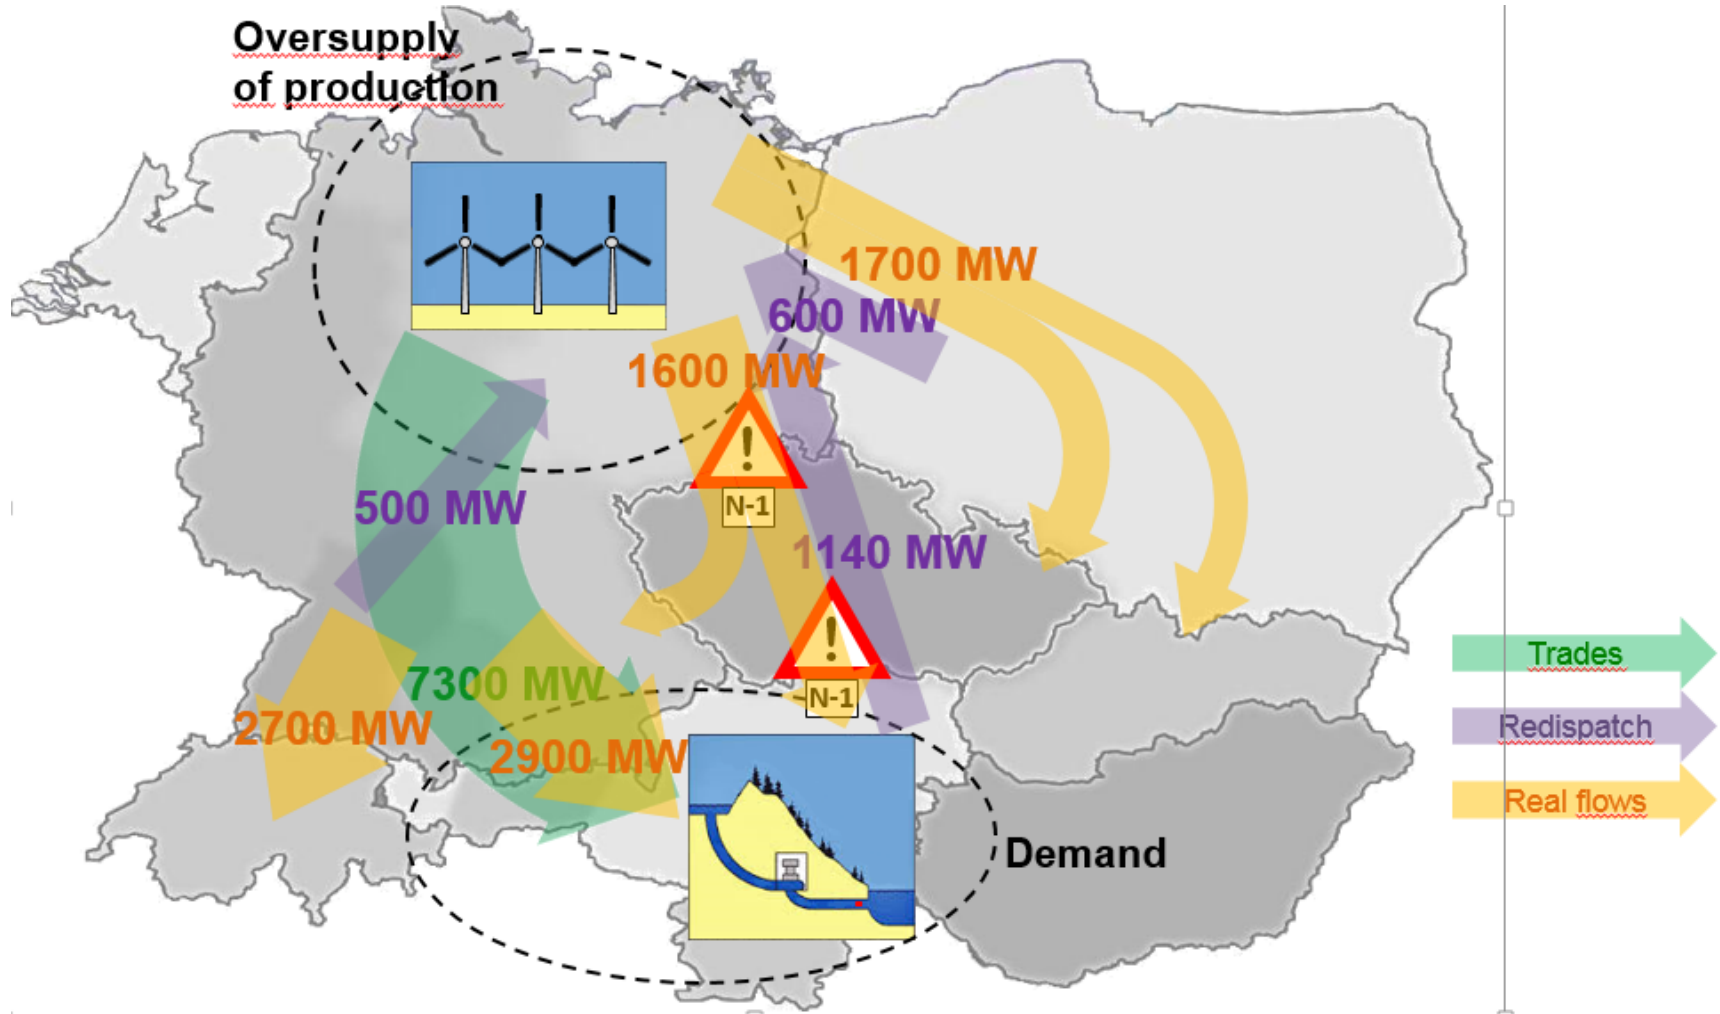 Oversupply
of production
1700 MW
600 MW
1600 MW
!
N-1
500 MW
1140 MW
!
N-1
7300 MW
2700 MW
2900 MW
Demand
Trades
Redispatch
Real flows